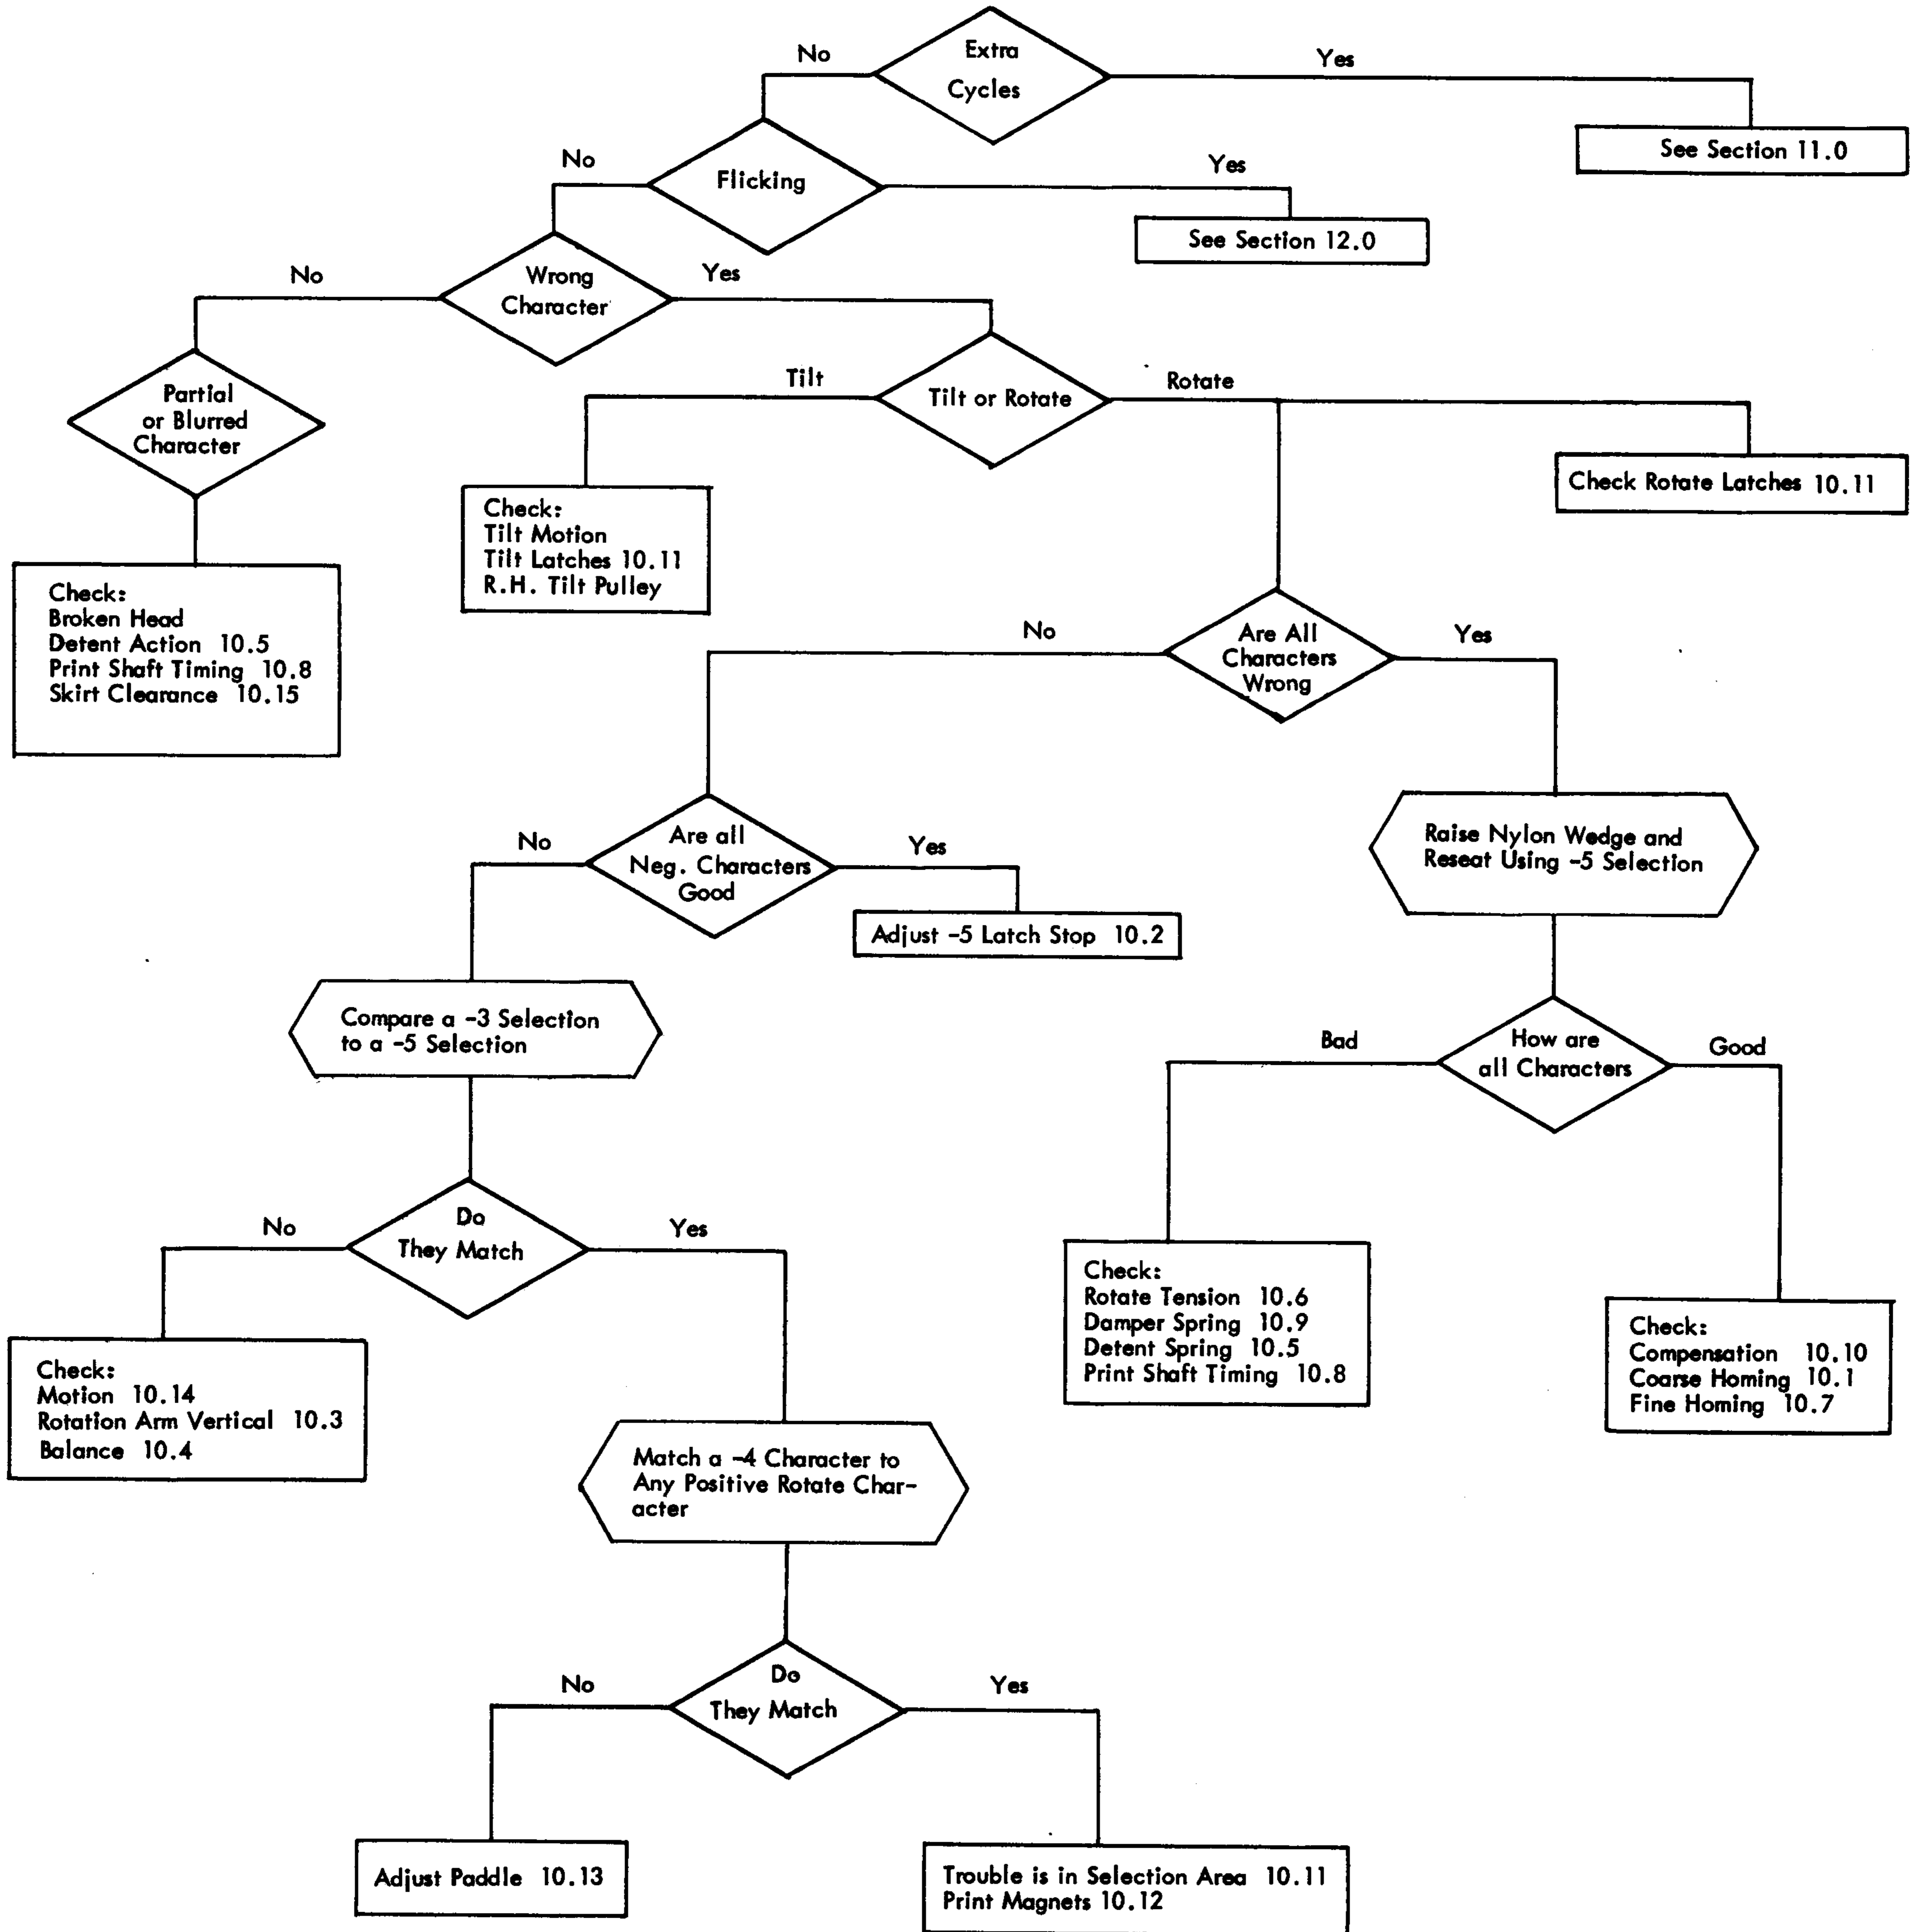 Extra
Cycles
No
Yes
See Section 11.0
Flicking
No
Yes
See Section 12.0
Wrong
Character
No
Yes
Partial
or Blurred
Character
Tilt or Rotate
Tilt
Rotate
Check Rotate Latches 10.11
Check:
Tilt Motion
Tilt Latches 10.11
R.H. Tilt Pulley
Check:
Broken Head
Detent Action 10.5
Print Shaft Timing 10.8
Skirt Clearance 10.15
Are All
Characters
Wrong
No
Yes
Are all
Neg. Characters
Good
No
Yes
Adjust -5 Latch Stop 10.2
Raise Nylon Wedge and
Reseat Using -5 Selection
Compare a -3 Selection
to a -5 Selection
How are
all Characters
Bad
Good
Do
They Match
No
Yes
Check:
Rotate Tension 10.6
Damper Spring 10.9
Detent Spring 10.5
Print Shaft Timing 10.8
Check:
Compensation 10.10
Coarse Homing 10.1
Fine Homing 10.7
Check:
Motion 10.14
Rotation Arm Vertical 10.3
Balance 10.4
Match a -4 Character to
Any Positive Rotate Char-
acter
Do
They Match
No
Yes
Adjust Paddle 10.13
Trouble is in Selection Area 10.11
Print Magnets 10.12